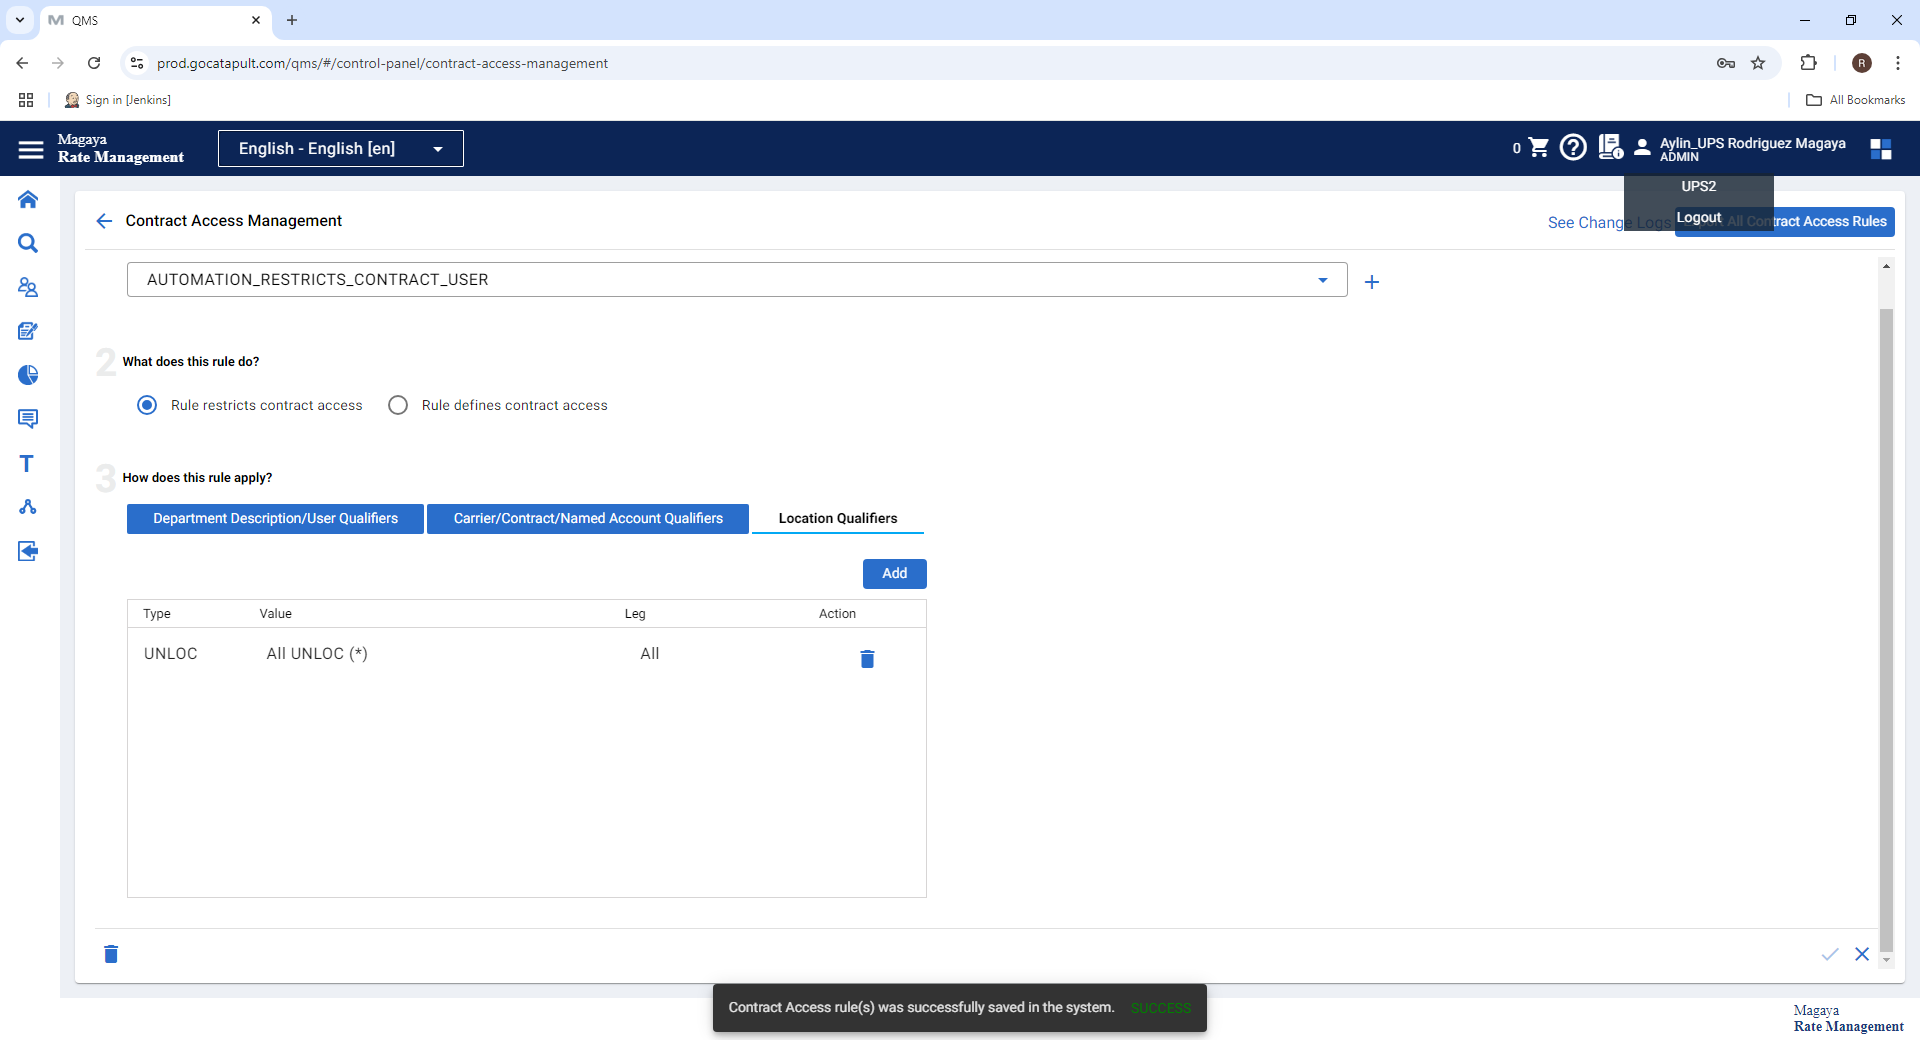 QMS
prod.gocatapult.com/qms/#/control-panel/contract-access-management
R
Sign in [Jenkins]
All Bookmarks
Magaya
Rate Management
English - English [en]
0
Aylin_UPS Rodriguez Magaya
ADMIN
UPS2
Logout
Contract Access Management
See Change Logs
All Contract Access Rules
AUTOMATION_RESTRICTS_CONTRACT_USER
2 What does this rule do?
Rule restricts contract access
Rule defines contract access
3 How does this rule apply?
Department Description/User Qualifiers
Carrier/Contract/Named Account Qualifiers
Location Qualifiers
Add
Type Value Leg Action
UNLOC All UNLOC (*) All
Contract Access rule(s) was successfully saved in the system. SUCCESS
Magaya
Rate Management